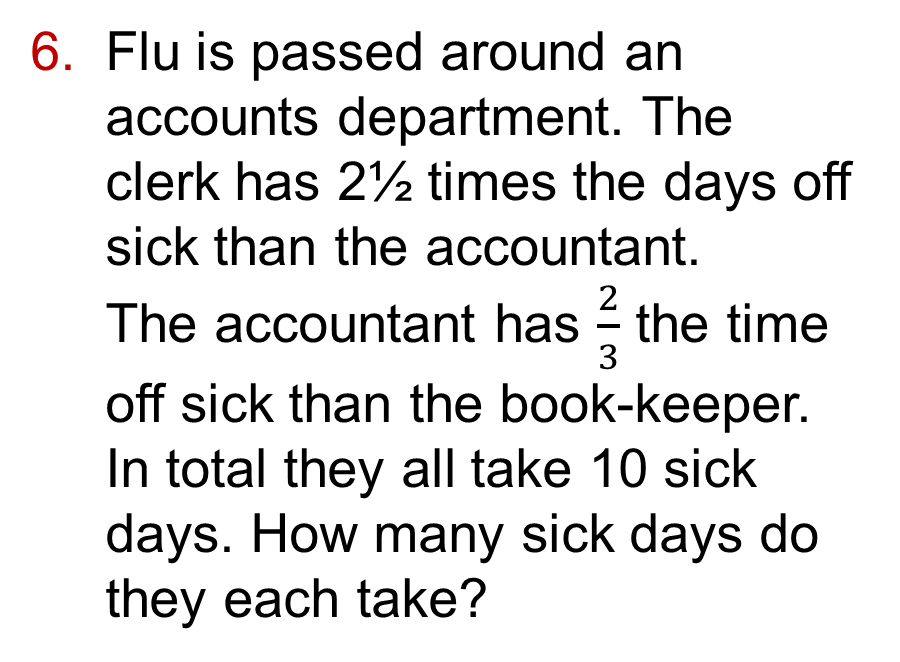 6. Flu is passed around an
accounts department. The
clerk has 2½ times the days off
sick than the accountant.
The accountant has 2/3 the time
off sick than the book-keeper.
In total they all take 10 sick
days. How many sick days do
they each take?